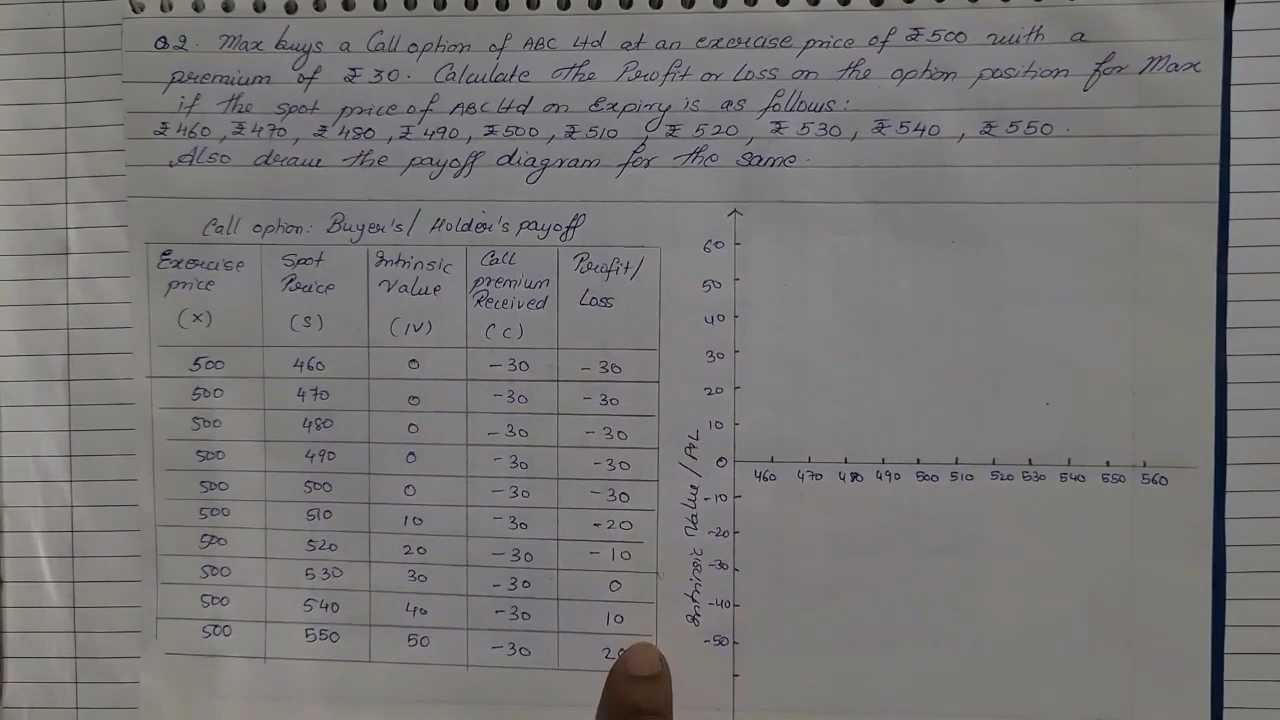 Q2. Max buys a Call option of ABC Ltd at an exercise price of ₹500 with a
premium of ₹30. Calculate the Profit or Loss on the option position for Max
if the spot price of ABC Ltd on Expiry is as follows:
₹460, ₹470, ₹480, ₹490, ₹500, ₹510, ₹520, ₹530, ₹540, ₹550.
Also draw the payoff diagram for the same.
Call option: Buyer's/ Holder's payoff
Exercise price (X) Spot Price (S) Intrinsic Value (IV) Call premium Received (C) Profit/ Loss
500 460 0 -30 -30
500 470 0 -30 -30
500 480 0 -30 -30
500 490 0 -30 -30
500 500 0 -30 -30
500 510 10 -30 -20
500 520 20 -30 -10
500 530 30 -30 0
500 540 40 -30 10
500 550 50 -30
60
50
40
30
20
10
0
460 470 480 490 500 510 520 530 540 550 560
-10
-20
-30
-40
-50
Intrinsic Value / P/L